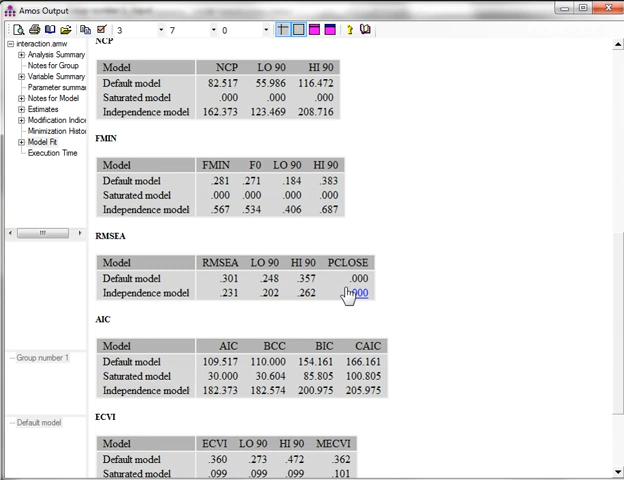 Amos Output
3 7 0
interaction.amw
Analysis Summary
Notes for Group
Variable Summary
Parameter summar
Notes for Model
Estimates
Modification Indice
Minimization Histo
Model Fit
Execution Time
Group number 1
Default model
NCP
Model NCP LO 90 HI 90
Default model 82.517 55.986 116.472
Saturated model .000 .000 .000
Independence model 162.373 123.469 208.716
FMIN
Model FMIN F0 LO 90 HI 90
Default model .281 .271 .184 .383
Saturated model .000 .000 .000 .000
Independence model .567 .534 .406 .687
RMSEA
Model RMSEA LO 90 HI 90 PCLOSE
Default model .301 .248 .357 .000
Independence model .231 .202 .262 .000
AIC
Model AIC BCC BIC CAIC
Default model 109.517 110.000 154.161 166.161
Saturated model 30.000 30.604 85.805 100.805
Independence model 182.373 182.574 200.975 205.975
ECVI
Model ECVI LO 90 HI 90 MECVI
Default model .360 .273 .472 .362
Saturated model .099 .099 .099 .101